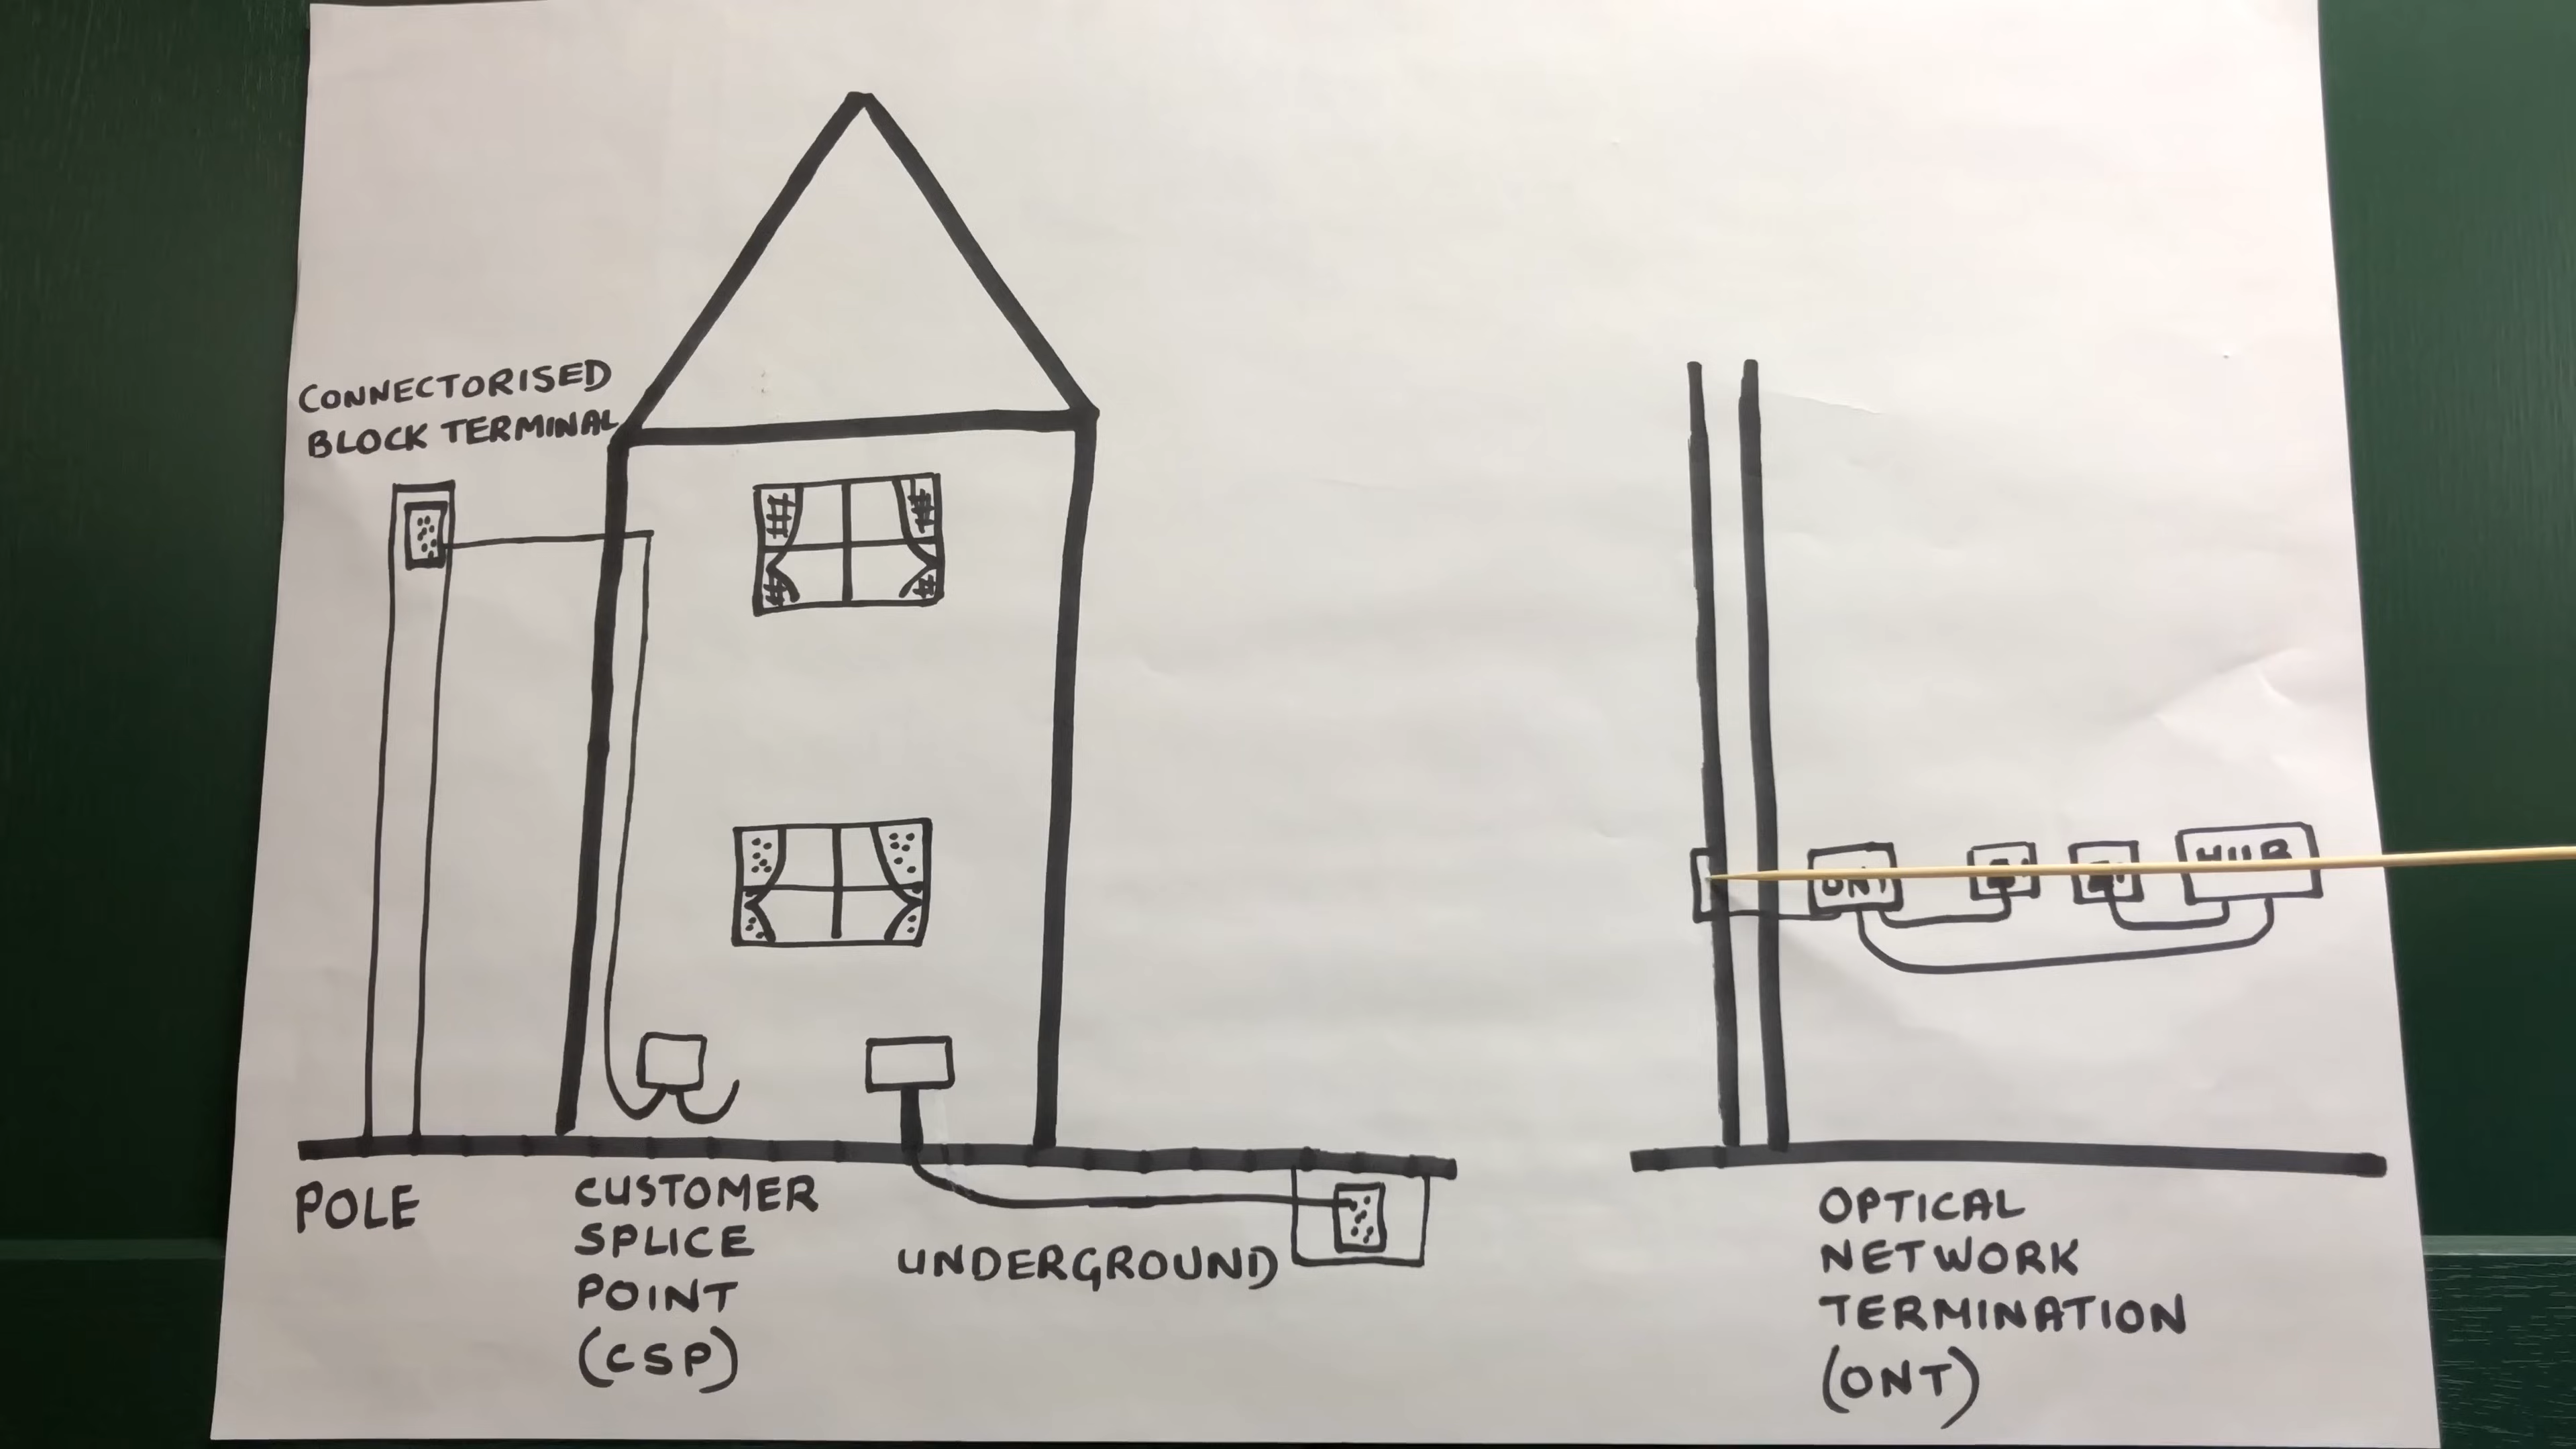 CONNECTORISED
BLOCK TERMINAL
POLE
CUSTOMER
SPLICE
POINT
(CSP)
UNDERGROUND
ONT
HUB
OPTICAL
NETWORK
TERMINATION
(ONT)